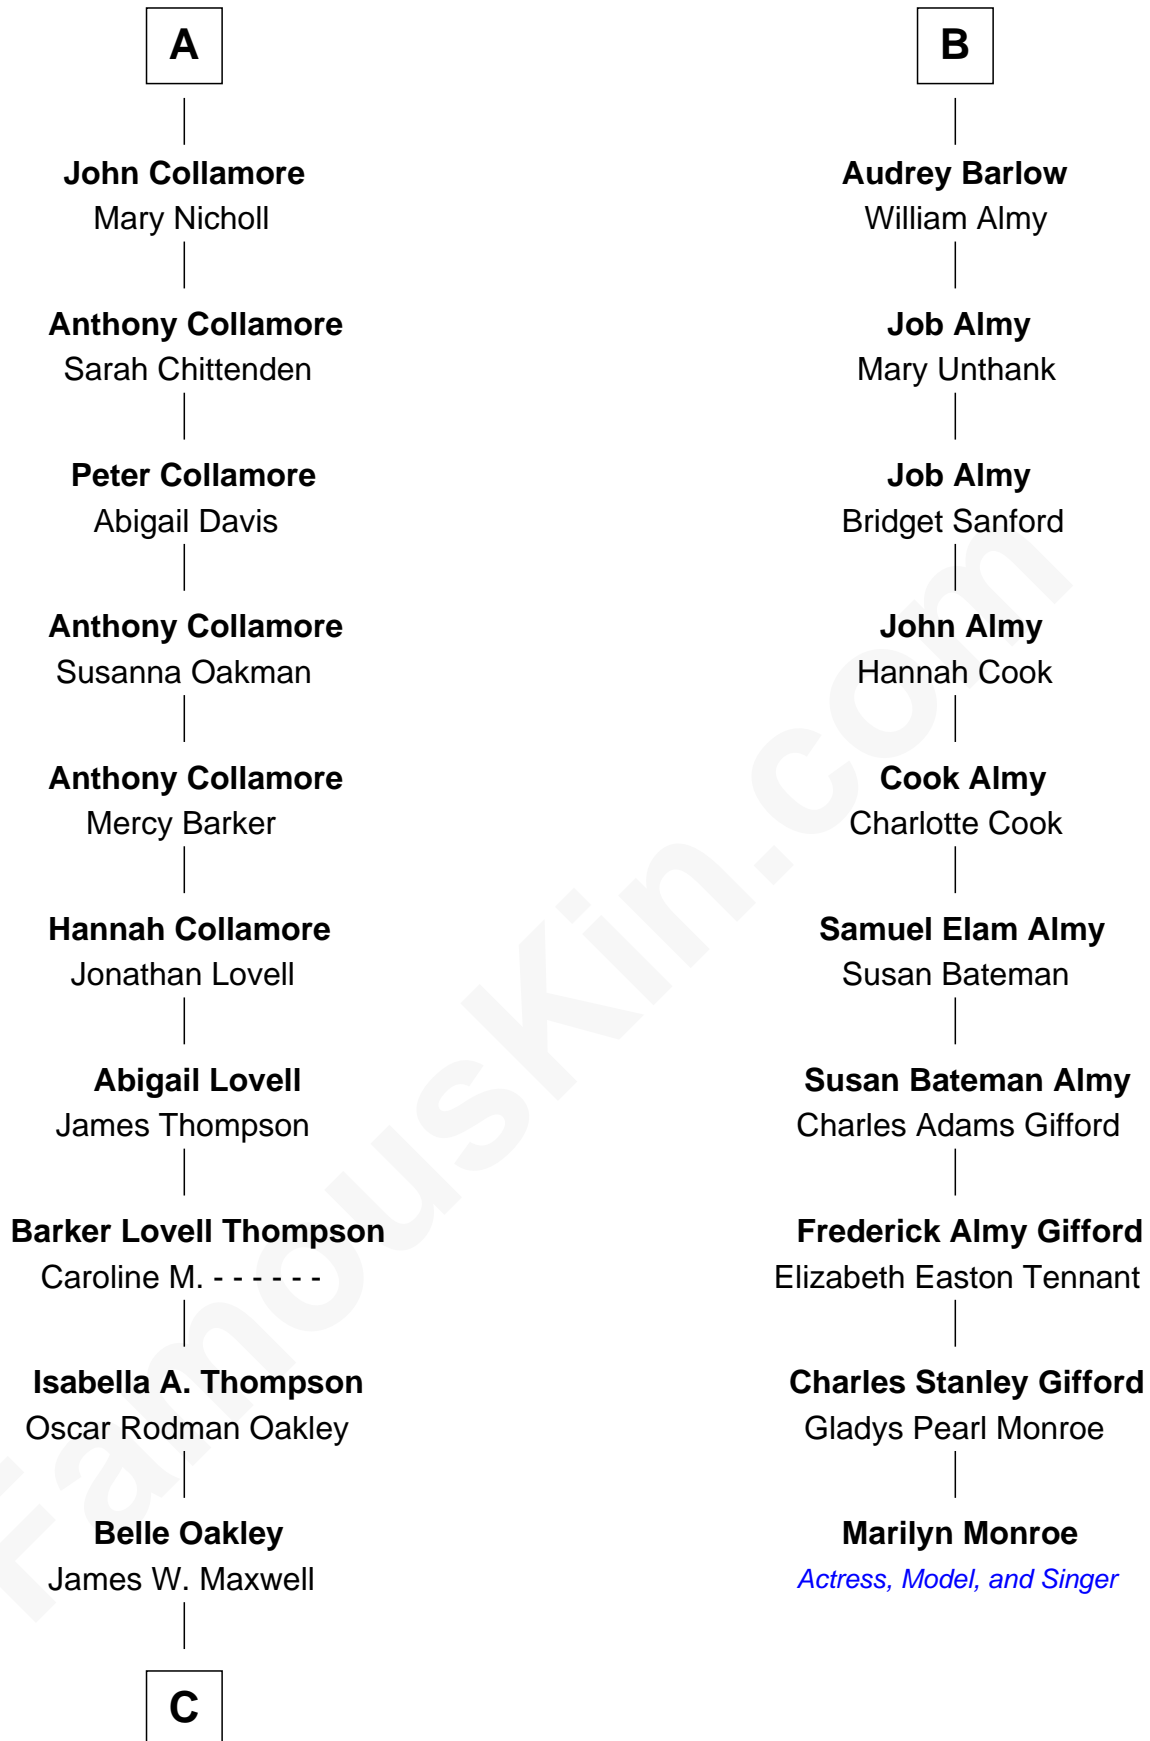 A
John Collamore
Mary Nicholl
Anthony Collamore
Sarah Chittenden
Peter Collamore
Abigail Davis
Anthony Collamore
Susanna Oakman
Anthony Collamore
Mercy Barker
Hannah Collamore
Jonathan Lovell
Abigail Lovell
James Thompson
Barker Lovell Thompson
Caroline M. - - - - - -
Isabella A. Thompson
Oscar Rodman Oakley
Belle Oakley
James W. Maxwell
C
B
Audrey Barlow
William Almy
Job Almy
Mary Unthank
Job Almy
Bridget Sanford
John Almy
Hannah Cook
Cook Almy
Charlotte Cook
Samuel Elam Almy
Susan Bateman
Susan Bateman Almy
Charles Adams Gifford
Frederick Almy Gifford
Elizabeth Easton Tennant
Charles Stanley Gifford
Gladys Pearl Monroe
Marilyn Monroe
Actress, Model, and Singer
FamousKin.com